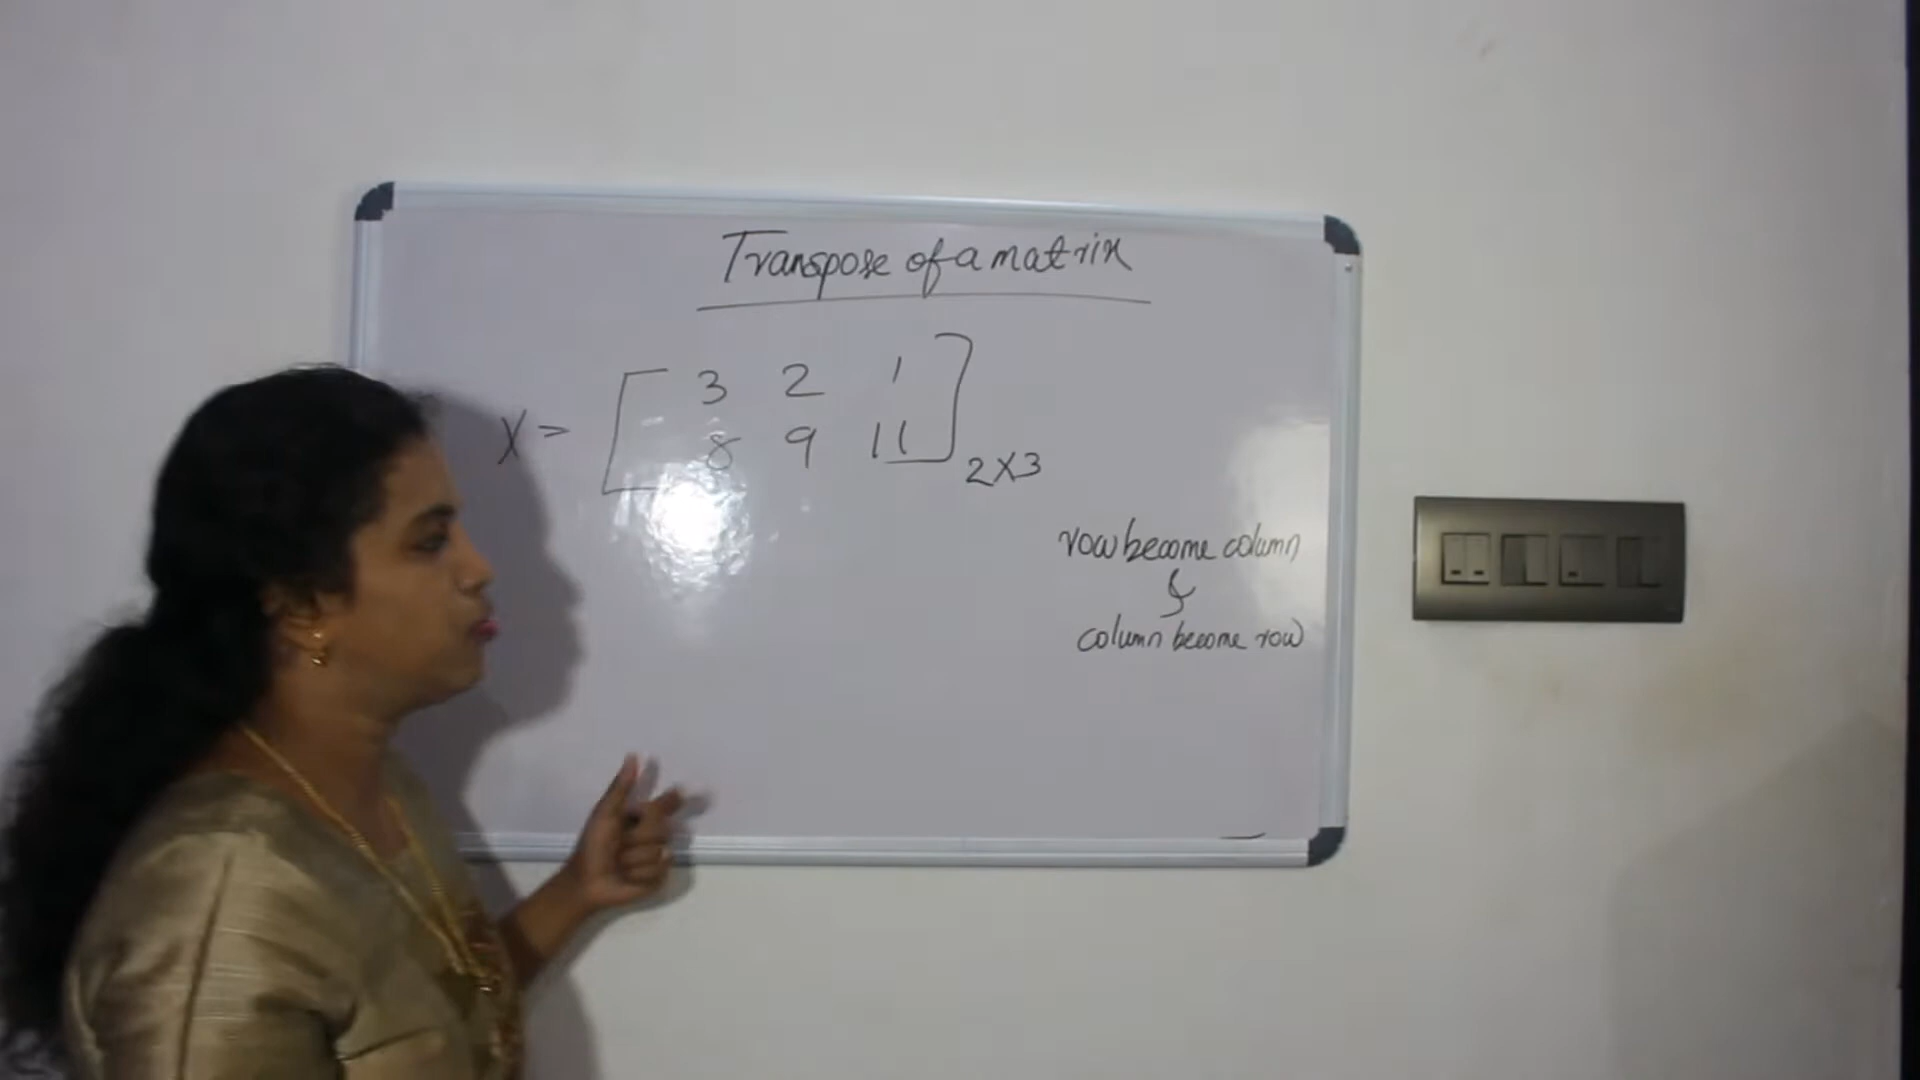 Transpose of a matrix
X = [ 3 2 1
8 9 11 ] 2X3
row become column
&
column become row